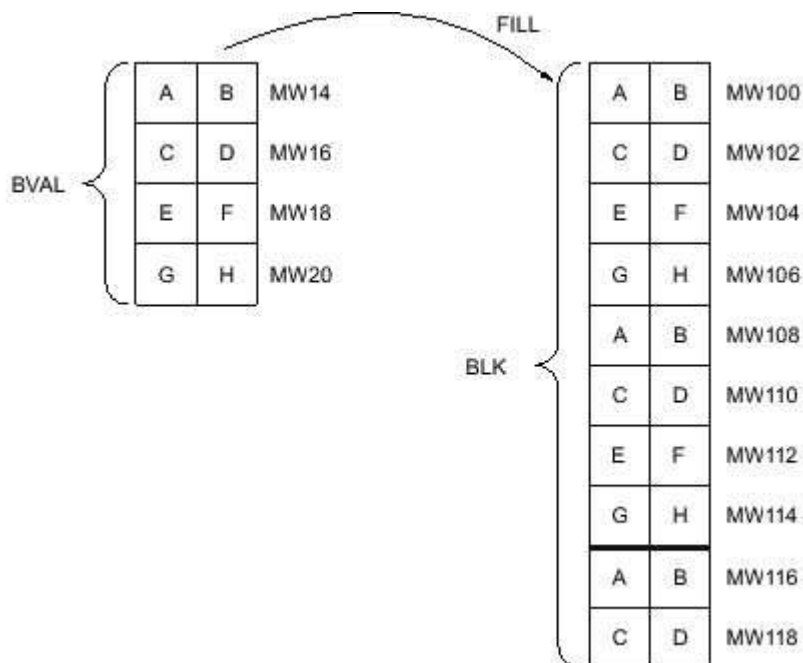 FILL
A B MW14 A B MW100
C D MW16 C D MW102
BVAL
E F MW18 E F MW104
G H MW20 G H MW106
A B MW108
BLK
C D MW110
E F MW112
G H MW114
A B MW116
C D MW118